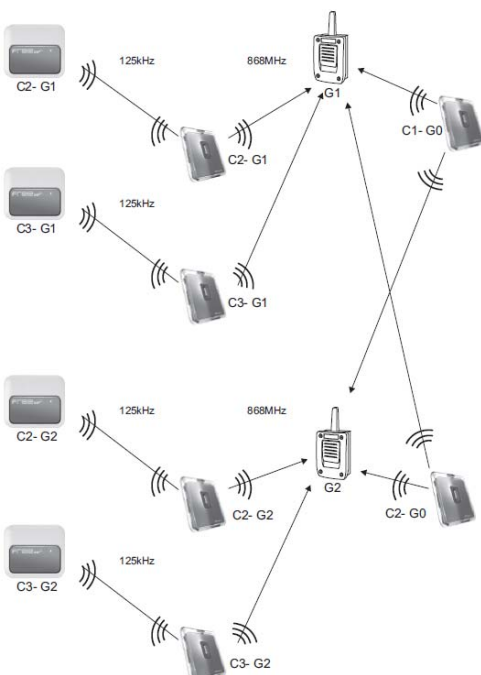 125kHz
868MHz
C2- G1
G1
C1- G0
C2- G1
125kHz
C3- G1
C3- G1
125kHz
868MHz
C2- G2
G2
C2- G2
C2- G0
125kHz
C3- G2
C3- G2